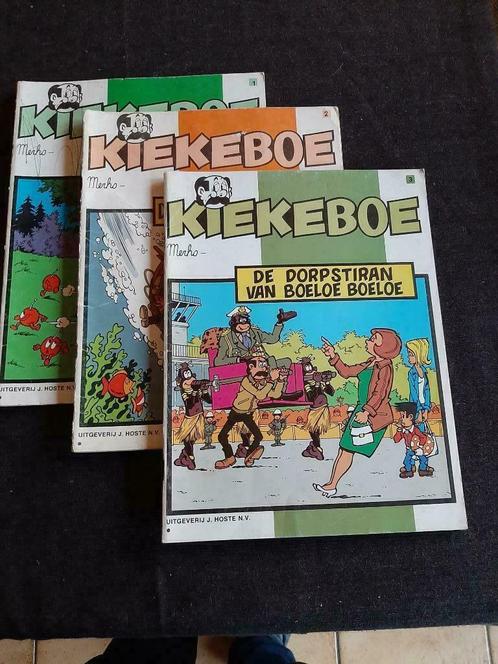 1
KIEKEBOE
Merho
UITGEVERIJ J. HOSTE N.V.
2
KIEKEBOE
Merho
D
UITGEVERIJ J. HOSTE N.V.
3
KIEKEBOE
Merho
DE DORPSTIRAN
VAN BOELOE BOELOE
UITGEVERIJ J. HOSTE N.V.